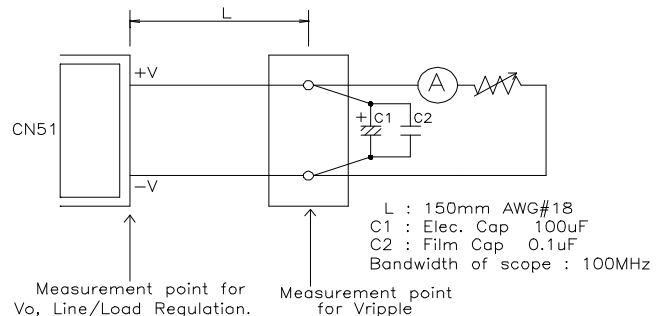 L
+V
A
CN51
+ C1 C2
-V
L : 150mm AWG#18
C1 : Elec. Cap 100uF
C2 : Film Cap 0.1uF
Bandwidth of scope : 100MHz
Measurement point for
Vo, Line/Load Regulation.
Measurement point
for Vripple